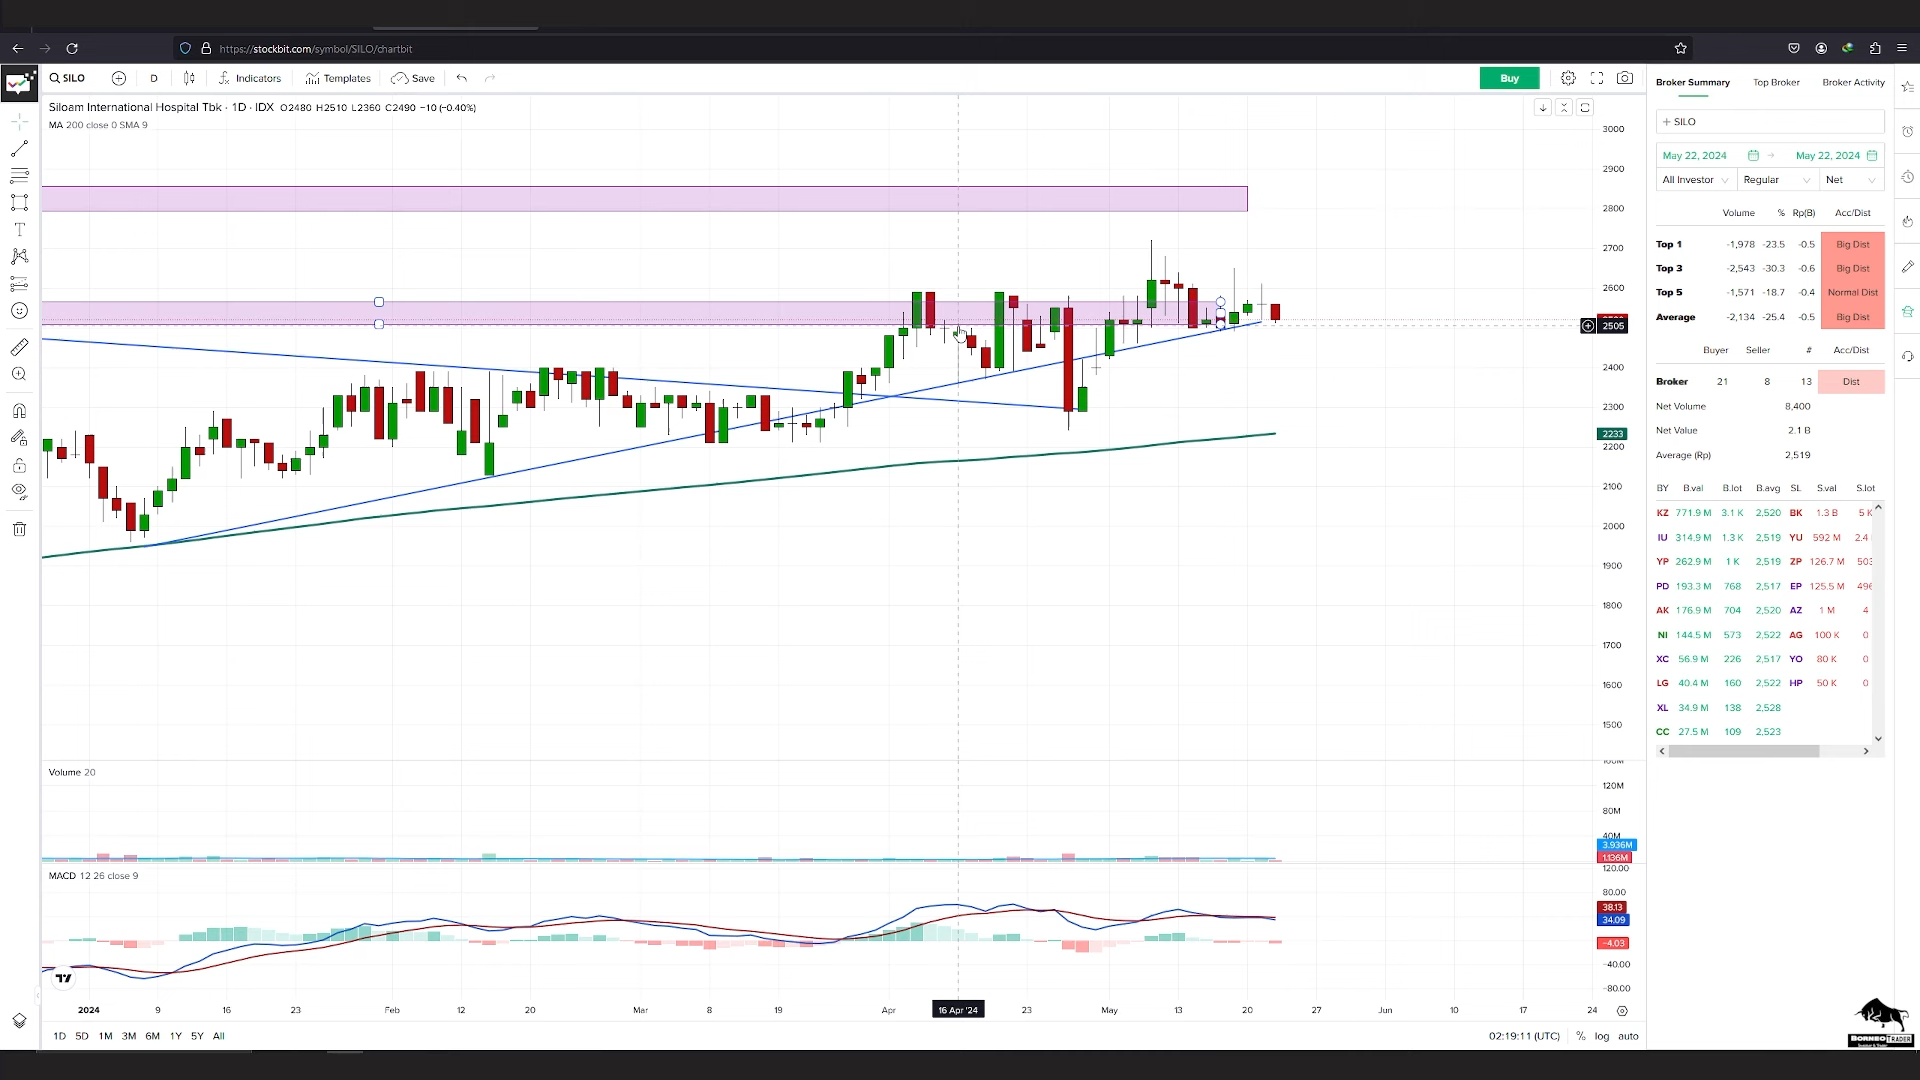 https://stockbit.com/symbol/SILO/chartbit
SILO D Indicators Templates Save Buy
Siloam International Hospital Tbk · 1D · IDX O2480 H2510 L2360 C2490 −10 (−0.40%)
MA 200 close 0 SMA 9
3000
2900
2800
2700
2600
2505
2400
2300
2233
2200
2100
2000
1900
1800
1700
1600
1500
Volume 20
120M
80M
40M
3.936M
1.136M
MACD 12 26 close 9
120.00
80.00
38.13
34.09
−4.03
−40.00
−80.00
2024 9 16 23 Feb 12 20 Mar 8 19 Apr 16 Apr '24 23 May 13 20 27 Jun 10 17 24
1D 5D 1M 3M 6M 1Y 5Y All
02:19:11 (UTC) % log auto
Broker Summary Top Broker Broker Activity
+ SILO
May 22, 2024 → May 22, 2024
All Investor Regular Net
Volume % Rp(B) Acc/Dist
Top 1 -1,978 -23.5 -0.5 Big Dist
Top 3 -2,543 -30.3 -0.6 Big Dist
Top 5 -1,571 -18.7 -0.4 Normal Dist
Average -2,134 -25.4 -0.5 Big Dist
Buyer Seller # Acc/Dist
Broker 21 8 13 Dist
Net Volume 8,400
Net Value 2.1 B
Average (Rp) 2,519
BY B.val B.lot B.avg SL S.val S.lot
KZ 771.9 M 3.1 K 2,520 BK 1.3 B 5 K
IU 314.9 M 1.3 K 2,519 YU 592 M 2.4
YP 262.9 M 1 K 2,519 ZP 126.7 M 503
PD 193.3 M 768 2,517 EP 125.5 M 496
AK 176.9 M 704 2,520 AZ 1 M 4
NI 144.5 M 573 2,522 AG 100 K 0
XC 56.9 M 226 2,517 YO 80 K 0
LG 40.4 M 160 2,522 HP 50 K 0
XL 34.9 M 138 2,528
CC 27.5 M 109 2,523
BORNEO TRADER